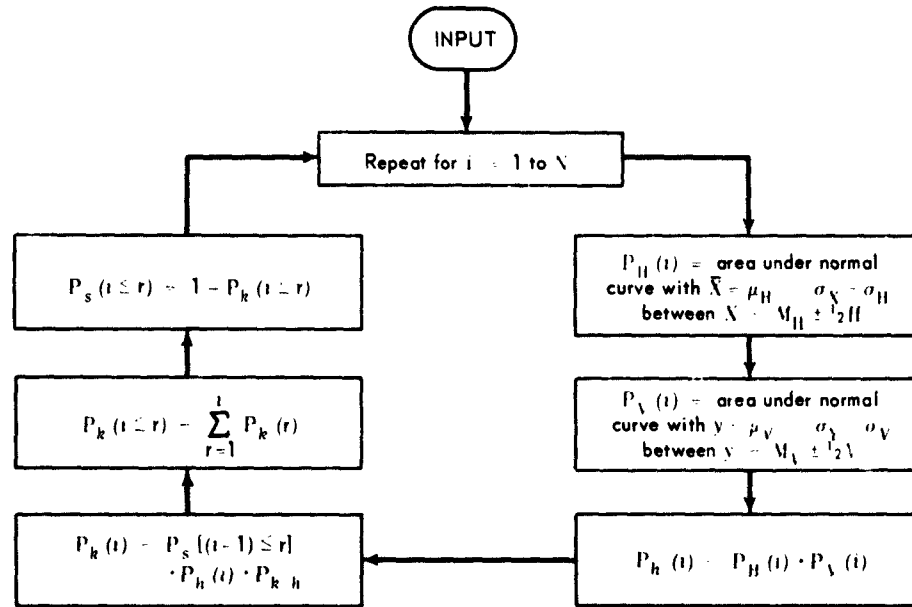 INPUT
Repeat for i = 1 to N
P_H (i) = area under normal
curve with X̄ = μ_H σ_X = σ_H
between X = M_H ± ½H
P_V (i) = area under normal
curve with y = μ_V σ_Y σ_V
between y = M_V ± ½V
P_h (i) = P_H (i) · P_V (i)
P_k (i) = P_s [(i-1) ≤ r]
· P_h (i) · P_k h
P_k (i ≤ r) = Σ P_k (r)
i
r=1
P_s (i ≤ r) = 1 - P_k (i ≤ r)